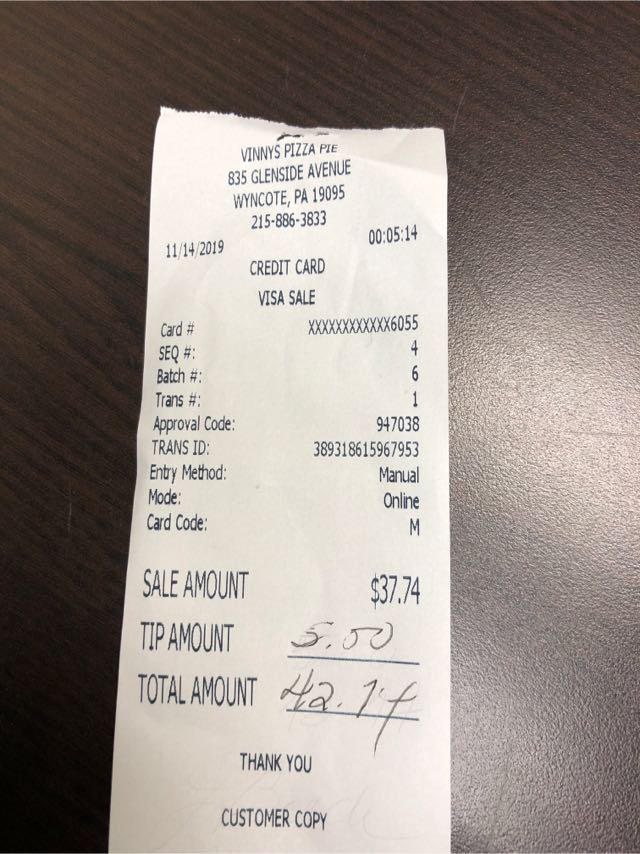 VINNYS PIZZA PIE
835 GLENSIDE AVENUE
WYNCOTE, PA 19095
215-886-3833
11/14/2019 00:05:14
CREDIT CARD
VISA SALE
Card # XXXXXXXXXXXX6055
SEQ #: 4
Batch #: 6
Trans #: 1
Approval Code: 947038
TRANS ID: 389318615967953
Entry Method: Manual
Mode: Online
Card Code: M
SALE AMOUNT $37.74
TIP AMOUNT 5.00
TOTAL AMOUNT 42.74
THANK YOU
CUSTOMER COPY